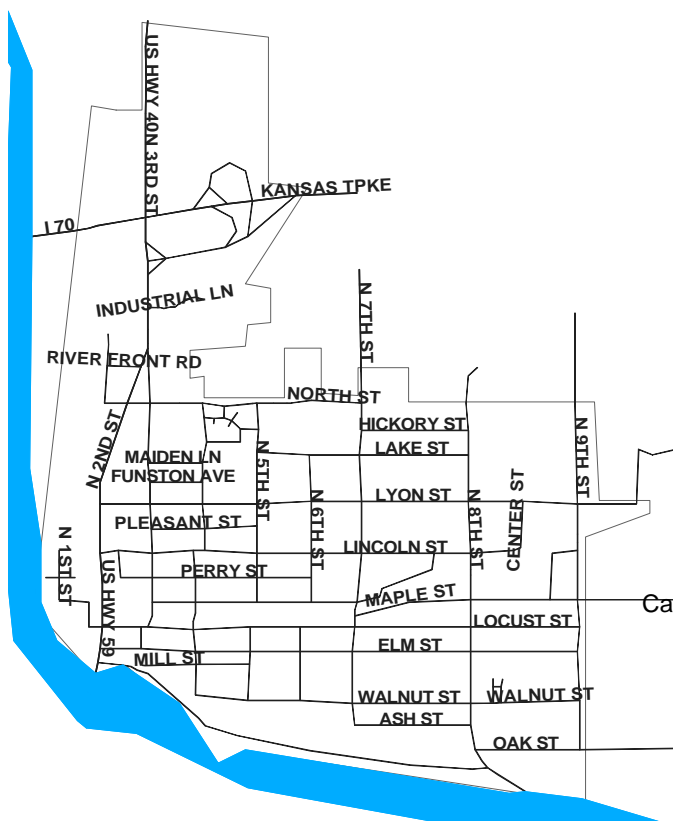 US HWY 40N 3RD ST
KANSAS TPKE
I 70
INDUSTRIAL LN
N 7TH ST
RIVER FRONT RD
NORTH ST
N 2ND ST
HICKORY ST
N 9TH ST
MAIDEN LN
N 5TH ST
LAKE ST
FUNSTON AVE
N 6TH ST
LYON ST
N 8TH ST
CENTER ST
PLEASANT ST
N 1ST ST
LINCOLN ST
PERRY ST
US HWY 59
MAPLE ST
Ca
LOCUST ST
ELM ST
MILL ST
WALNUT ST
WALNUT ST
ASH ST
OAK ST